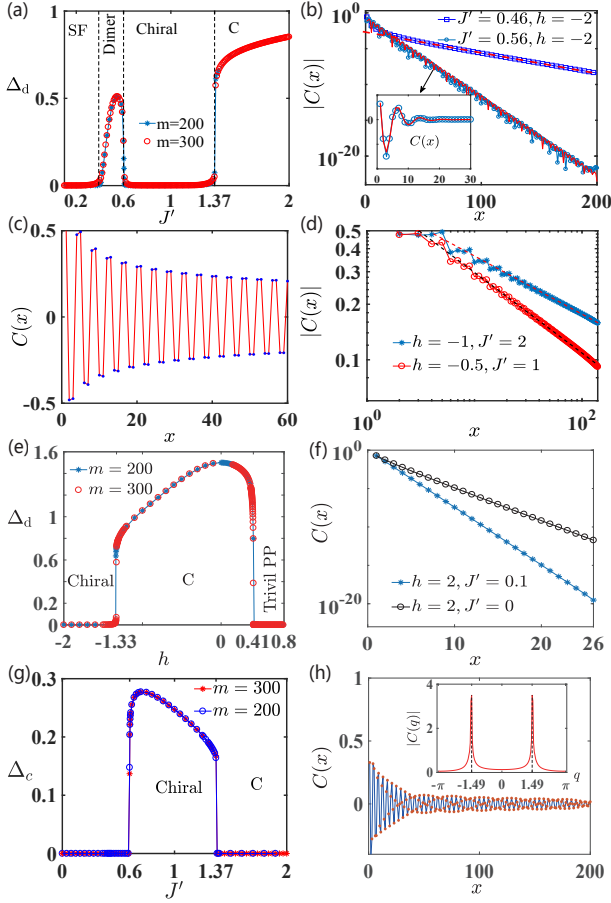 (a)
SF
Dimer
Chiral
C
Δd
1
0.5
0
m=200
m=300
0.2
0.6
1
1.37
2
J′
(b)
10^0
|C(x)|
10^-20
J′ = 0.46, h = −2
J′ = 0.56, h = −2
0
C(x)
0 10 20 30
0
100
200
x
(c)
0.5
C(x)
0
-0.5
0 10 20 30 40 50 60
x
(d)
0.5
0.4
0.2
0.1
|C(x)|
h = −1, J′ = 2
h = −0.5, J′ = 1
10^0
10^2
x
(e)
1.6
1.2
Δd
0.8
0.4
0
m = 200
m = 300
Chiral
C
Trivil PP
-2
-1.33
0
0.41
0.8
h
(f)
10^0
C(x)
10^-20
h = 2, J′ = 0.1
h = 2, J′ = 0
0 10 20 26
x
(g)
0.3
0.2
Δc
0.1
0
m = 300
m = 200
Chiral
C
0 0.6 1 1.37 2
J′
(h)
1
0.5
C(x)
0
4
|C(q)|
2
0
-π -1.49 0 1.49 π q
0
100
200
x